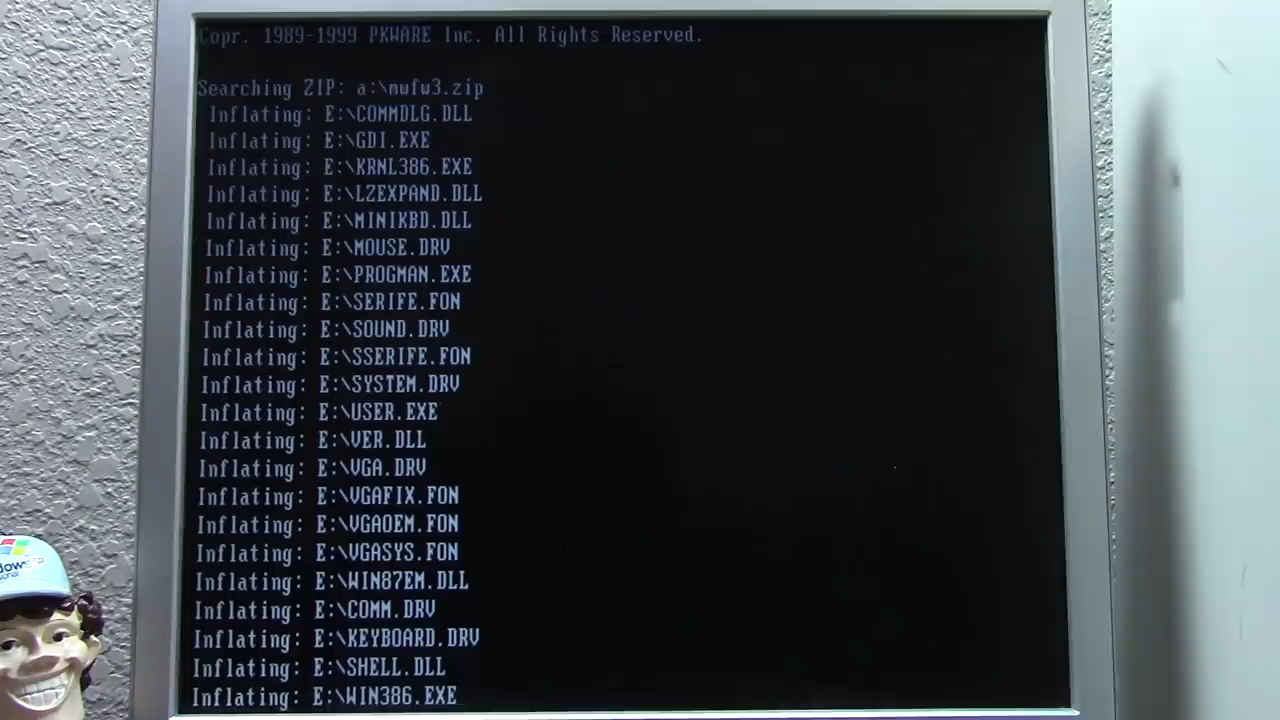 Copr. 1989-1999 PKWARE Inc. All Rights Reserved.
Searching ZIP: a:\mwfw3.zip
Inflating: E:\COMMDLG.DLL
Inflating: E:\GDI.EXE
Inflating: E:\KRNL386.EXE
Inflating: E:\LZEXPAND.DLL
Inflating: E:\MINIKBD.DLL
Inflating: E:\MOUSE.DRV
Inflating: E:\PROGMAN.EXE
Inflating: E:\SERIFE.FON
Inflating: E:\SOUND.DRV
Inflating: E:\SSERIFE.FON
Inflating: E:\SYSTEM.DRV
Inflating: E:\USER.EXE
Inflating: E:\VER.DLL
Inflating: E:\VGA.DRV
Inflating: E:\VGAFIX.FON
Inflating: E:\VGAOEM.FON
Inflating: E:\VGASYS.FON
Inflating: E:\WIN87EM.DLL
Inflating: E:\COMM.DRV
Inflating: E:\KEYBOARD.DRV
Inflating: E:\SHELL.DLL
Inflating: E:\WIN386.EXE